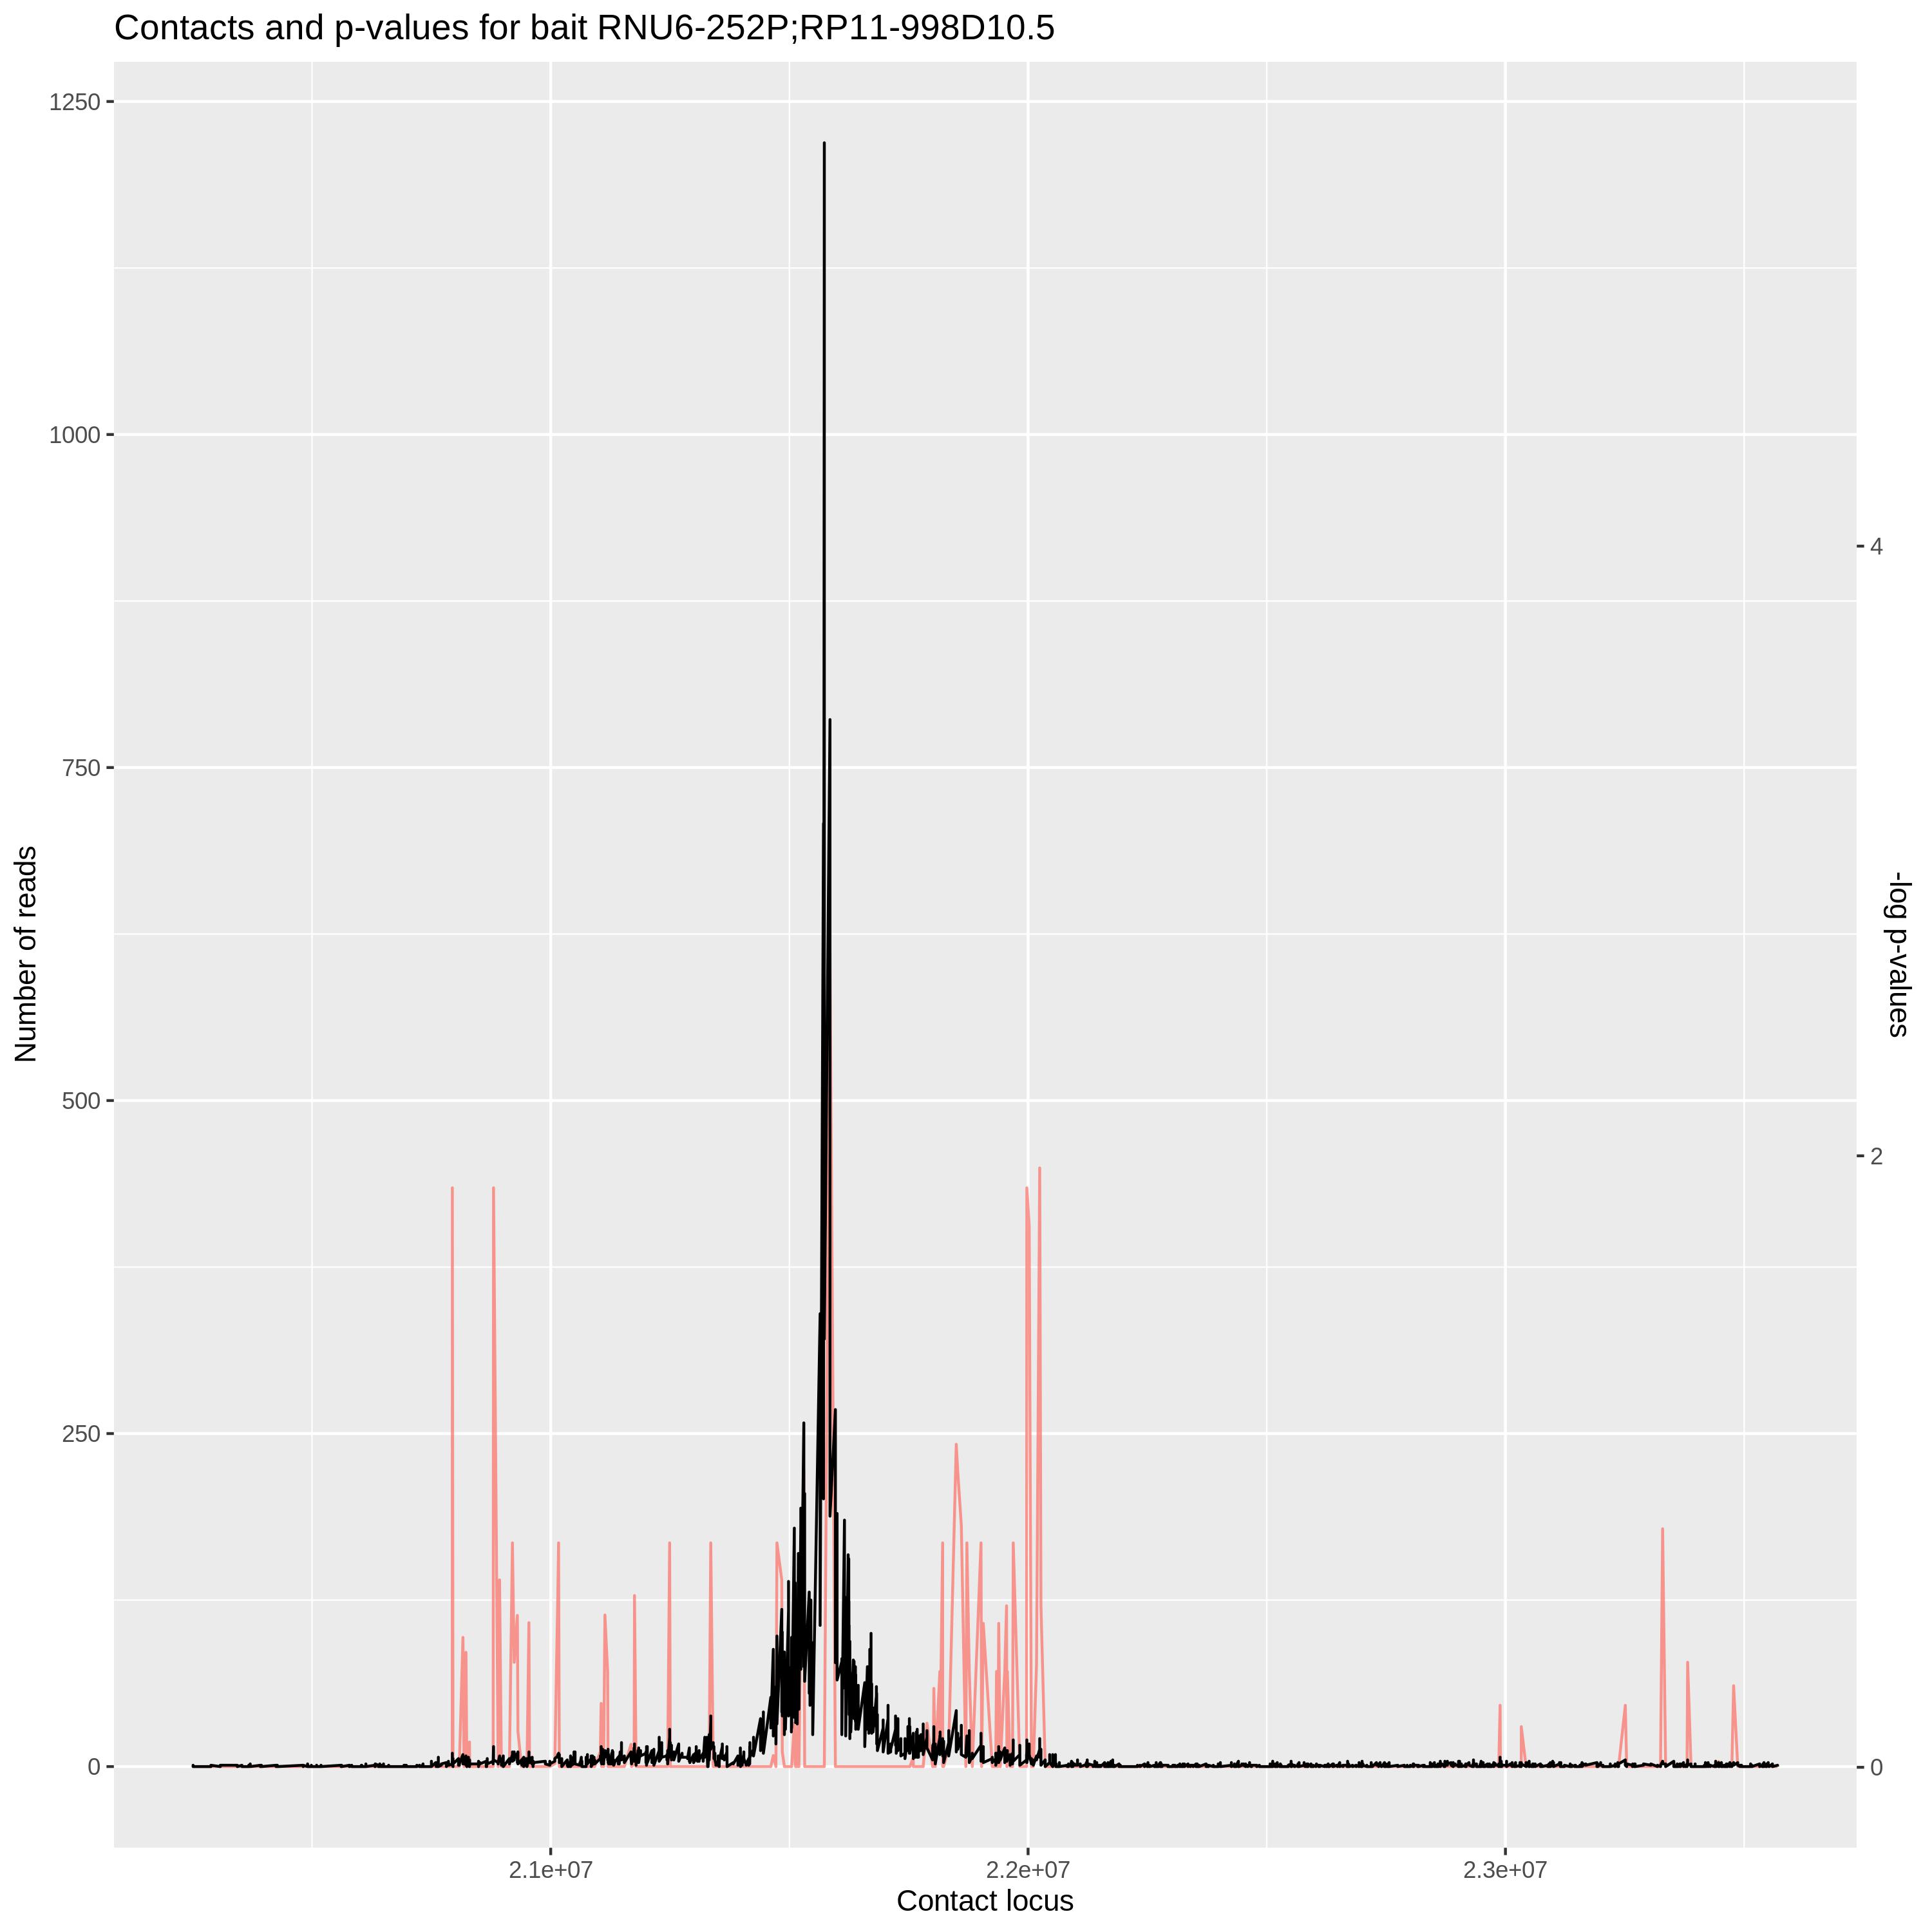 Contacts and p-values for bait RNU6-252P;RP11-998D10.5
1250
1000
750
500
250
0
Number of reads
4
2
0
-log p-values
2.1e+07
2.2e+07
2.3e+07
Contact locus